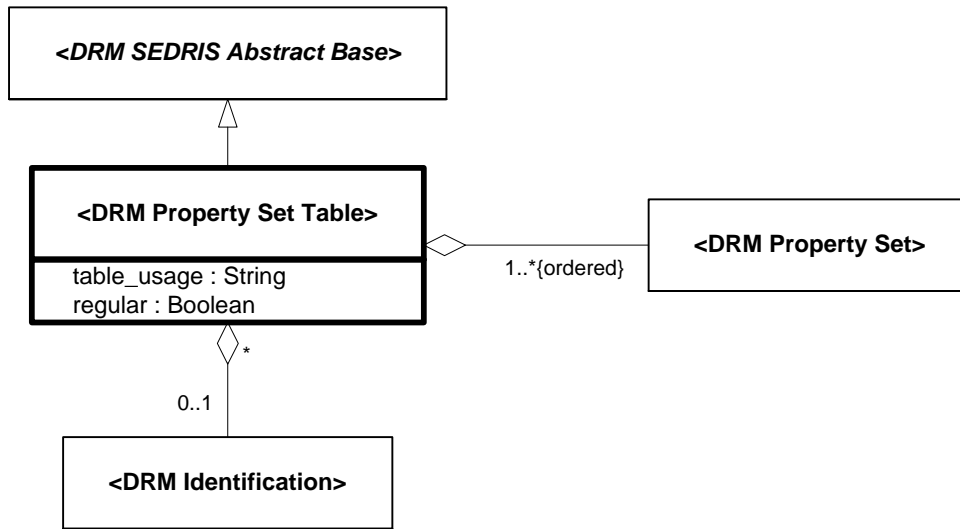 <DRM SEDRIS Abstract Base>
<DRM Property Set Table>
<DRM Property Set>
1..*{ordered}
table_usage : String
regular : Boolean
*
0..1
<DRM Identification>